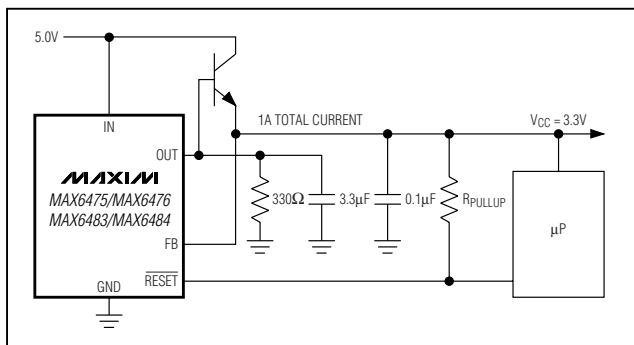 5.0V
1A TOTAL CURRENT
VCC = 3.3V
IN
OUT
MAXIM
MAX6475/MAX6476
MAX6483/MAX6484
330Ω
3.3µF
0.1µF
RPULLUP
µP
FB
GND
RESET